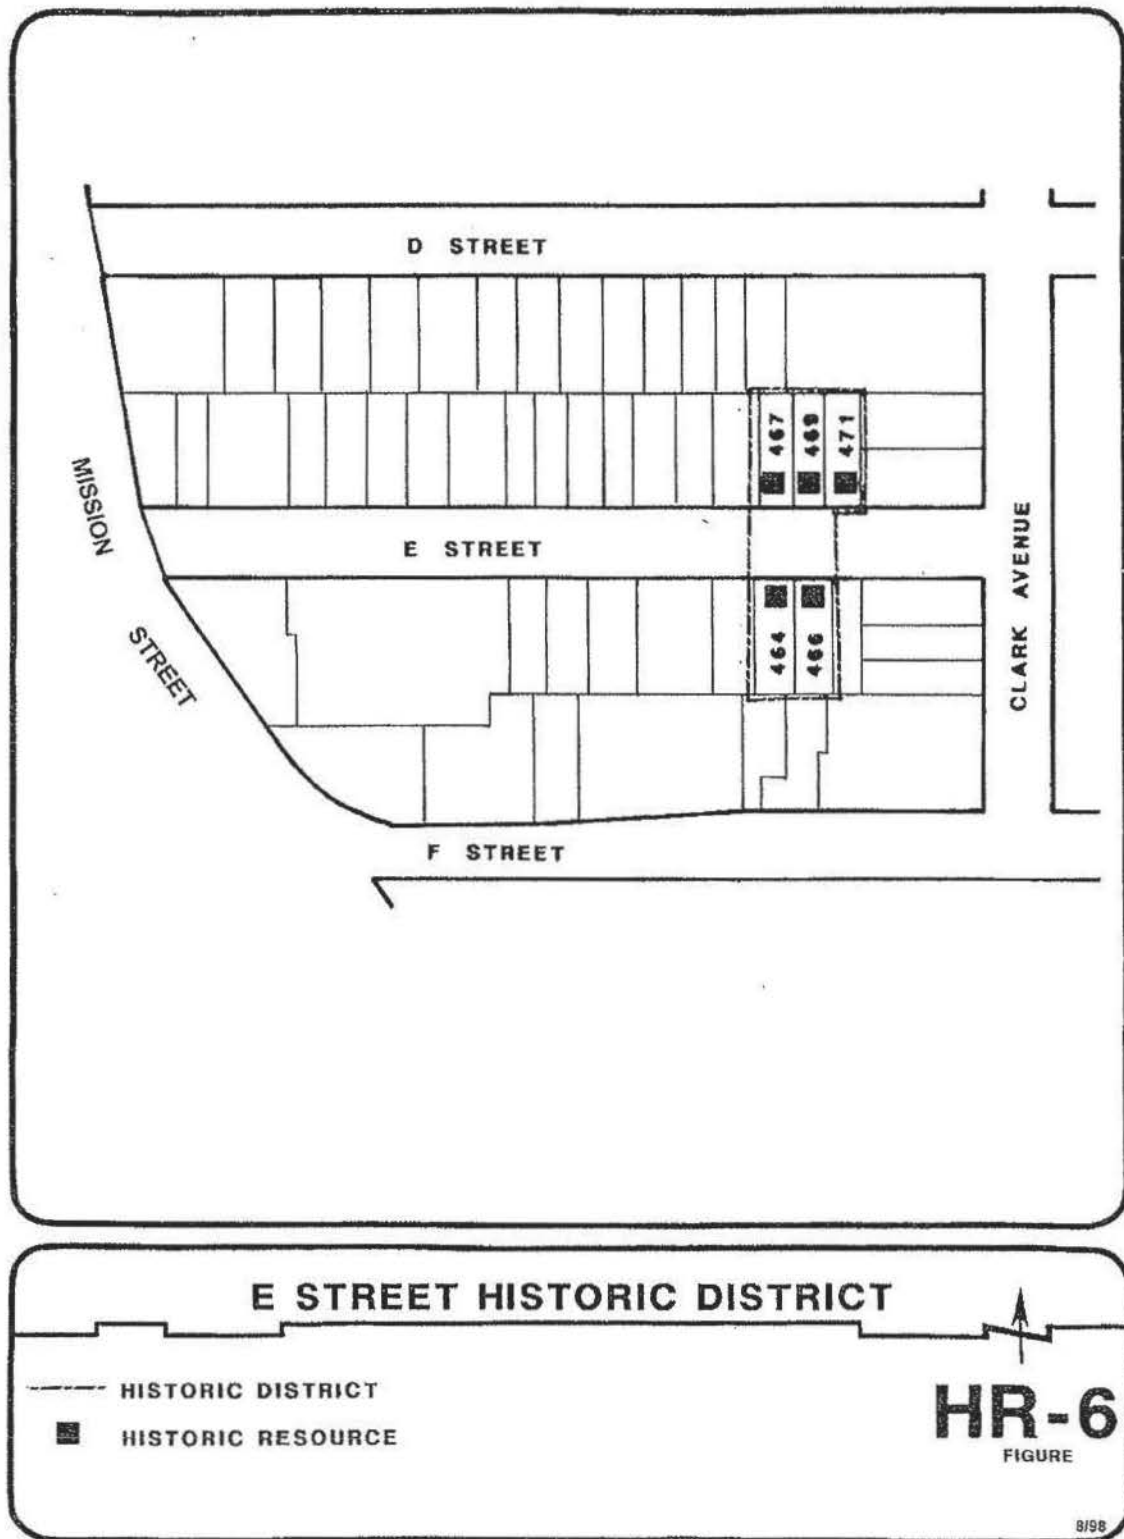 D STREET
467
469
471
MISSION STREET
E STREET
464
466
CLARK AVENUE
F STREET
E STREET HISTORIC DISTRICT
HISTORIC DISTRICT
HISTORIC RESOURCE
HR-6
FIGURE
8/98